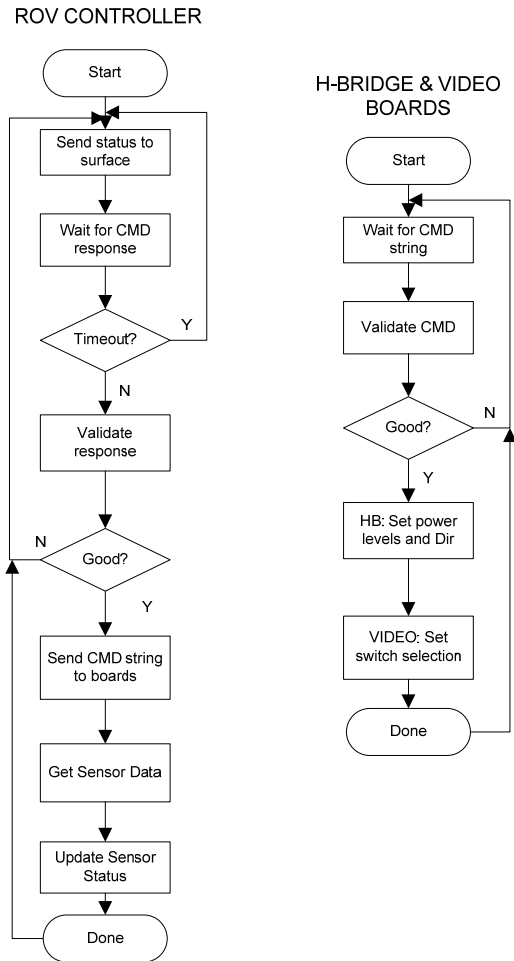 ROV CONTROLLER
Start
Send status to
surface
Wait for CMD
response
Timeout?
Y
N
Validate
response
Good?
N
Y
Send CMD string
to boards
Get Sensor Data
Update Sensor
Status
Done
H-BRIDGE & VIDEO
BOARDS
Start
Wait for CMD
string
Validate CMD
Good?
N
Y
HB: Set power
levels and Dir
VIDEO: Set
switch selection
Done